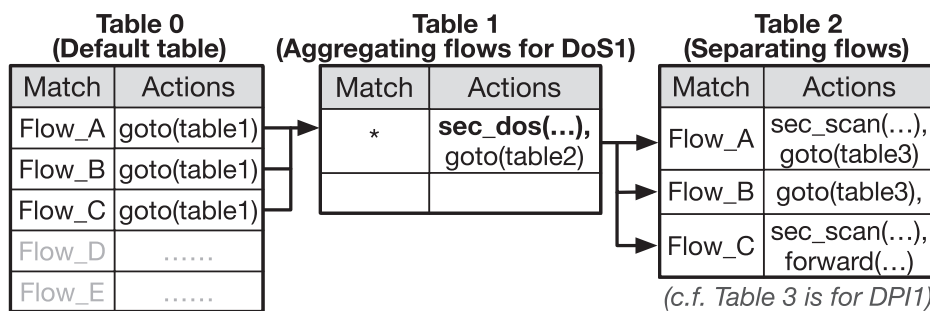 Table 0
(Default table)
Match Actions
Flow_A goto(table1)
Flow_B goto(table1)
Flow_C goto(table1)
Flow_D ……
Flow_E ……
Table 1
(Aggregating flows for DoS1)
Match Actions
* sec_dos(…),
goto(table2)
Table 2
(Separating flows)
Match Actions
Flow_A sec_scan(…),
goto(table3)
Flow_B goto(table3),
Flow_C sec_scan(…),
forward(…)
(c.f. Table 3 is for DPI1)